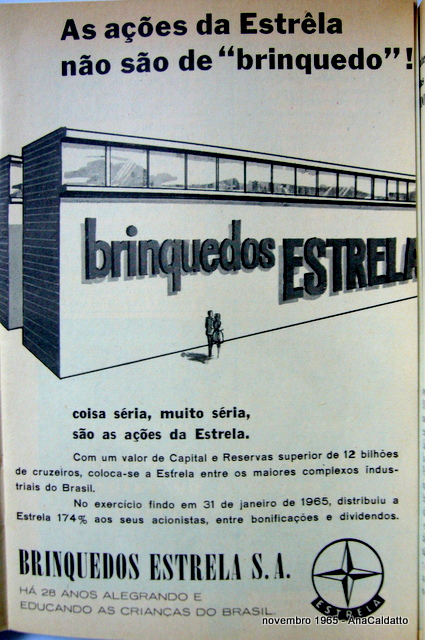 As ações da Estrêla
não são de “brinquedo”!
brinquedos ESTRELA
coisa séria, muito séria,
são as ações da Estrela.
Com um valor de Capital e Reservas superior de 12 bilhões
de cruzeiros, coloca-se a Estrela entre os maiores complexos indus-
triais do Brasil.
No exercício findo em 31 de janeiro de 1965, distribuiu a
Estrela 174% aos seus acionistas, entre bonificações e dividendos.
BRINQUEDOS ESTRELA S.A.
HÁ 28 ANOS ALEGRANDO E
EDUCANDO AS CRIANÇAS DO BRASIL.
ESTRELA
novembro 1965 - AnaCaldatto